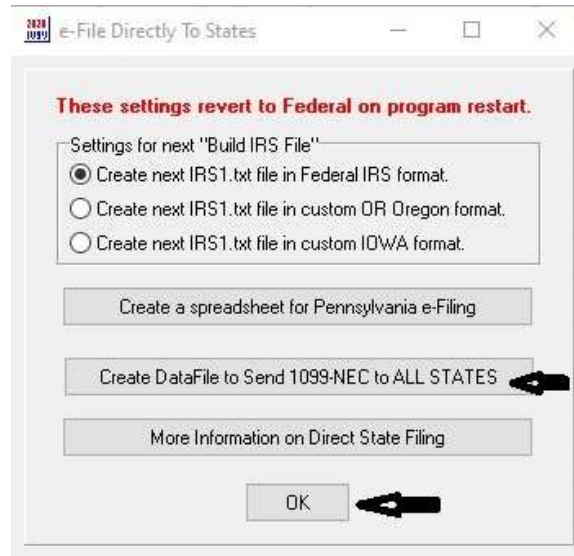 e-File Directly To States
These settings revert to Federal on program restart.
Settings for next "Build IRS File"
Create next IRS1.txt file in Federal IRS format.
Create next IRS1.txt file in custom OR Oregon format.
Create next IRS1.txt file in custom IOWA format.
Create a spreadsheet for Pennsylvania e-Filing
Create DataFile to Send 1099-NEC to ALL STATES
More Information on Direct State Filing
OK